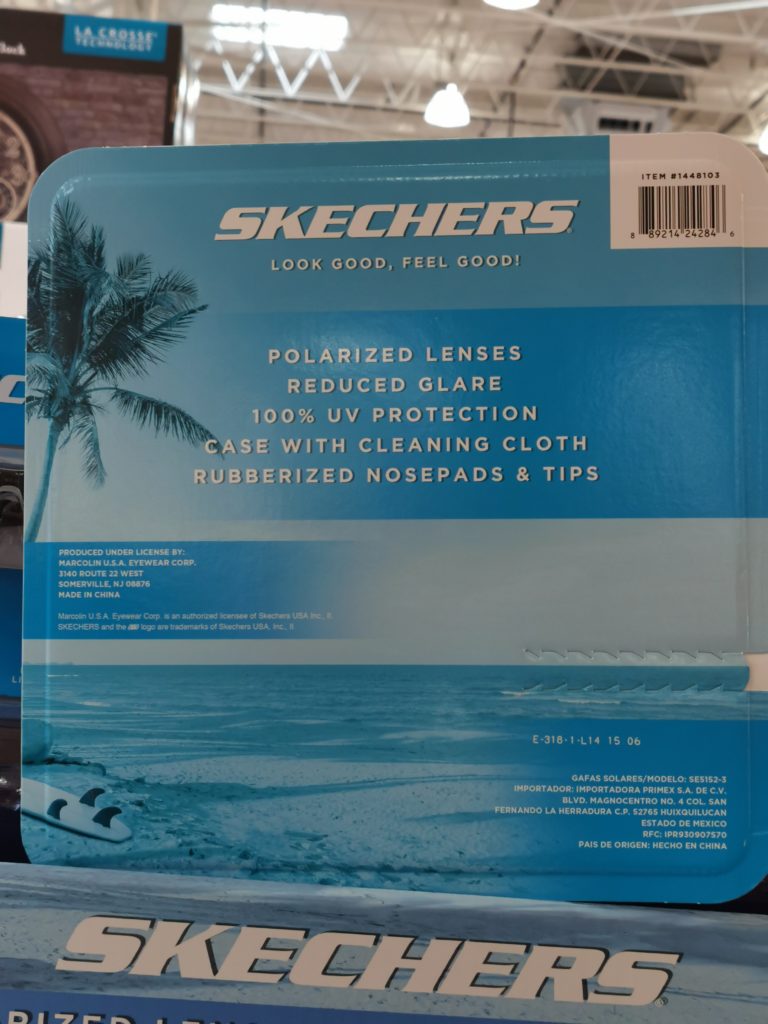 LA CROSSE
TECHNOLOGY
ITEM #1448103
8 89214 24284 6
SKECHERS
LOOK GOOD, FEEL GOOD!
POLARIZED LENSES
REDUCED GLARE
100% UV PROTECTION
CASE WITH CLEANING CLOTH
RUBBERIZED NOSEPADS & TIPS
PRODUCED UNDER LICENSE BY:
MARCOLIN U.S.A. EYEWEAR CORP.
3140 ROUTE 22 WEST
SOMERVILLE, NJ 08876
MADE IN CHINA
Marcolin U.S.A. Eyewear Corp. is an authorized licensee of Skechers USA Inc., II.
SKECHERS and the logo are trademarks of Skechers USA, Inc., II
E-318-1-L14 15 06
GAFAS SOLARES/MODELO: SE5152-3
IMPORTADOR: IMPORTADORA PRIMEX S.A. DE C.V.
BLVD. MAGNOCENTRO NO. 4 COL. SAN
FERNANDO LA HERRADURA C.P. 52765 HUIXQUILUCAN
ESTADO DE MEXICO
RFC: IPR930907570
PAIS DE ORIGEN: HECHO EN CHINA
SKECHERS